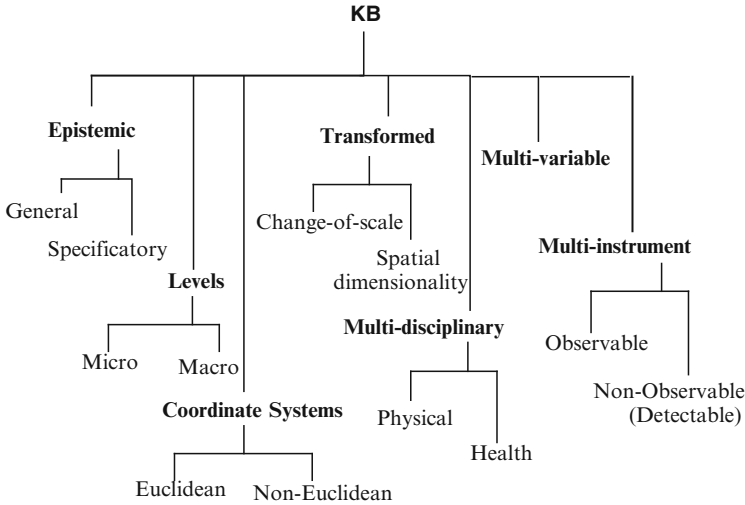 KB
Epistemic
Transformed
Multi-variable
General
Change-of-scale
Specificatory
Spatial
dimensionality
Multi-instrument
Levels
Multi-disciplinary
Observable
Micro
Macro
Non-Observable
(Detectable)
Coordinate Systems
Physical
Health
Euclidean
Non-Euclidean